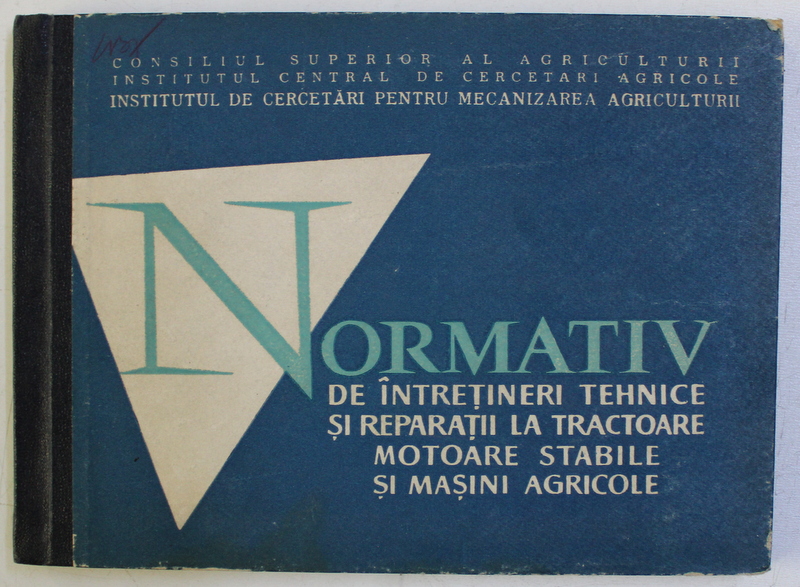 CONSILIUL SUPERIOR AL AGRICULTURII
INSTITUTUL CENTRAL DE CERCETARI AGRICOLE
INSTITUTUL DE CERCETĂRI PENTRU MECANIZAREA AGRICULTURII
NORMATIV
DE ÎNTREȚINERI TEHNICE
ȘI REPARAȚII LA TRACTOARE
MOTOARE STABILE
ȘI MAȘINI AGRICOLE